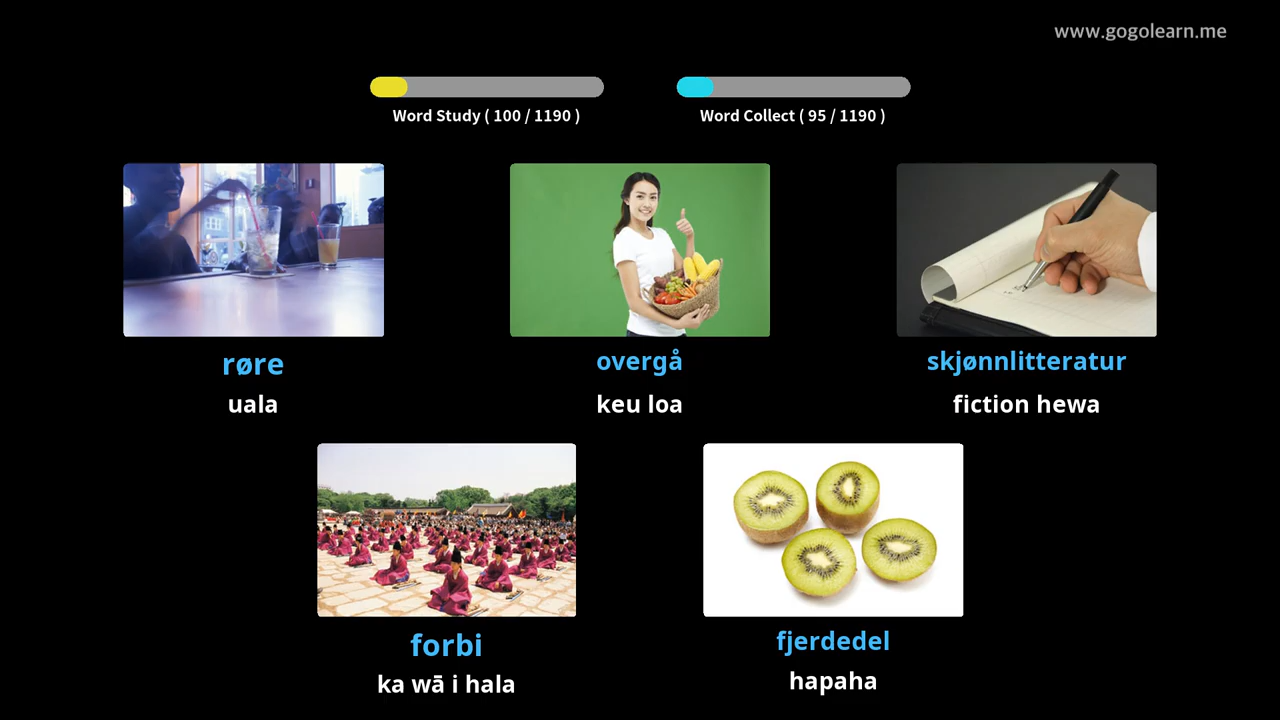 www.gogolearn.me
Word Study ( 100 / 1190 )
Word Collect ( 95 / 1190 )
røre
uala
overgå
keu loa
skjønnlitteratur
fiction hewa
forbi
ka wā i hala
fjerdedel
hapaha